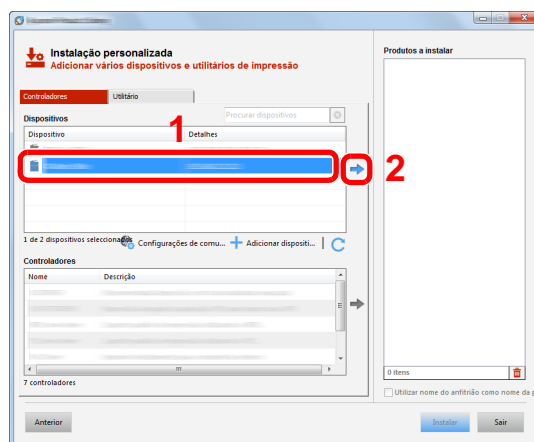 Instalação personalizada
Adicionar vários dispositivos e utilitários de impressão
Produtos a instalar
Controladores
Utilitário
Dispositivos
Procurar dispositivos
1
Dispositivo
Detalhes
2
1 de 2 dispositivos seleccionados
Configurações de comu...
Adicionar dispositi...
Controladores
Nome
Descrição
7 controladores
0 itens
Utilizar nome do anfitrião como nome da p
Anterior
Instalar
Sair